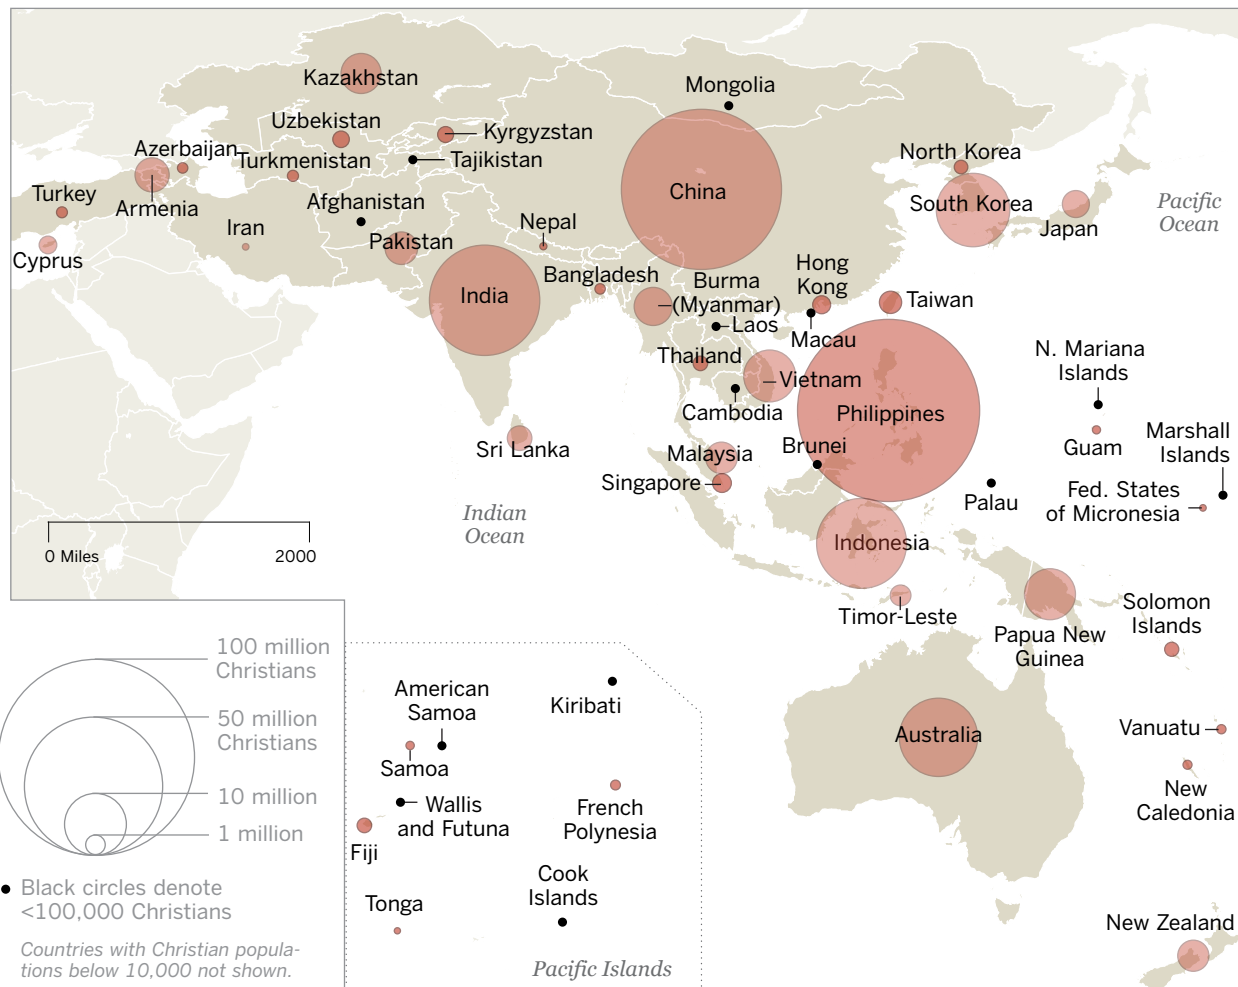 Kazakhstan
Mongolia
Uzbekistan
Kyrgyzstan
Azerbaijan
Turkmenistan
Tajikistan
North Korea
China
Turkey
Armenia
Afghanistan
South Korea
Pacific
Ocean
Iran
Nepal
Japan
Cyprus
Pakistan
Bangladesh
Burma
(Myanmar)
Hong
Kong
India
Taiwan
Laos
Macau
Thailand
Vietnam
N. Mariana
Islands
Cambodia
Philippines
Sri Lanka
Malaysia
Brunei
Guam
Marshall
Islands
Singapore
Palau
Fed. States
of Micronesia
Indian
Ocean
Indonesia
0 Miles
2000
Timor-Leste
Papua New
Guinea
Solomon
Islands
100 million
Christians
50 million
Christians
10 million
1 million
Black circles denote
<100,000 Christians
Countries with Christian popula-
tions below 10,000 not shown.
American
Samoa
Kiribati
Samoa
Wallis
and Futuna
French
Polynesia
Fiji
Cook
Islands
Tonga
Pacific Islands
Australia
Vanuatu
New
Caledonia
New Zealand